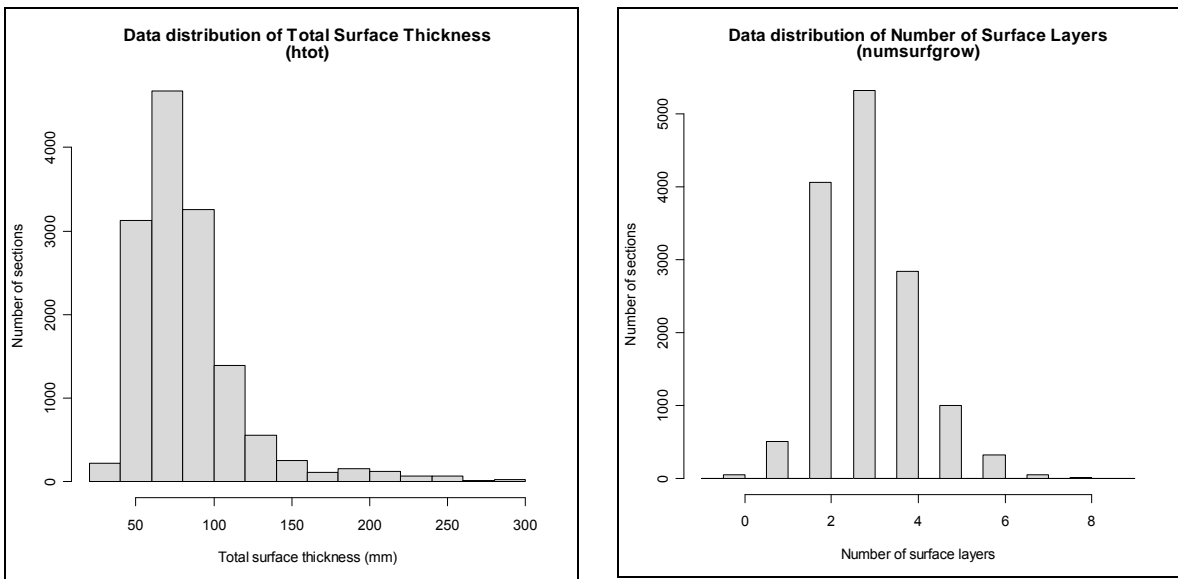 Data distribution of Total Surface Thickness
(htot)
Number of sections
4000
3000
2000
1000
0
50 100 150 200 250 300
Total surface thickness (mm)
Data distribution of Number of Surface Layers
(numsurfgrow)
Number of sections
5000
4000
3000
2000
1000
0
0 2 4 6 8
Number of surface layers